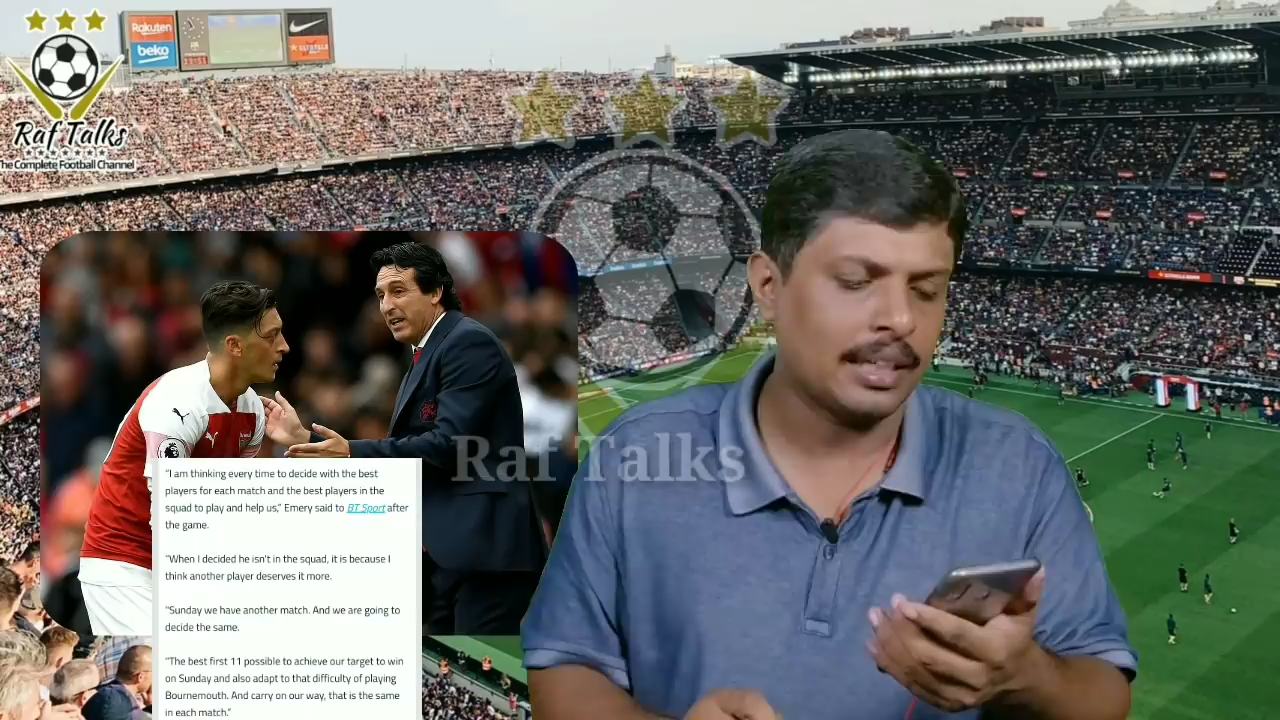 Rakuten
beko
Raf Talks
The Complete Football Channel
Raf Talks
"I am thinking every time to decide with the best
players for each match and the best players in the
squad to play and help us," Emery said to BT Sport after
the game.
"When I decided he isn't in the squad, it is because I
think another player deserves it more.
"Sunday we have another match. And we are going to
decide the same.
"The best first 11 possible to achieve our target to win
on Sunday and also adapt to that difficulty of playing
Bournemouth. And carry on our way, that is the same
in each match."